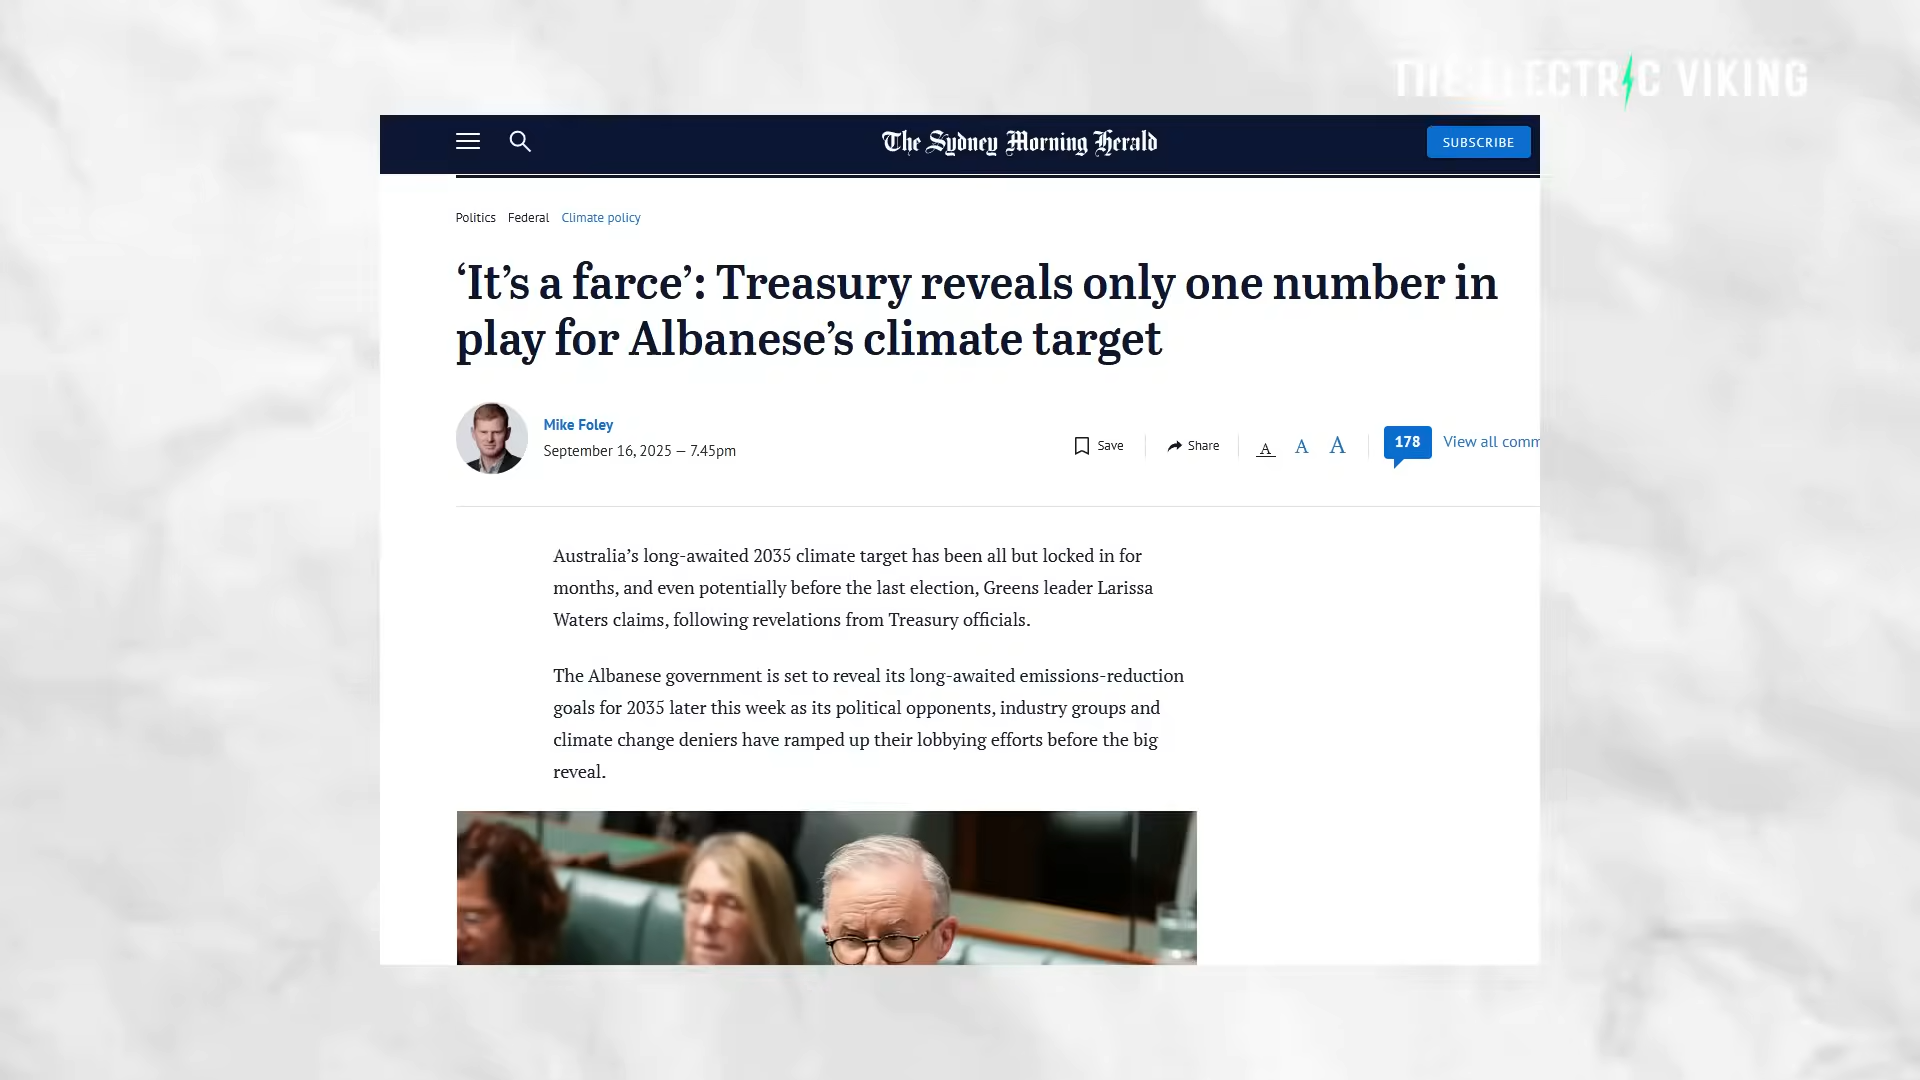 THE ELECTRIC VIKING
The Sydney Morning Herald
SUBSCRIBE
Politics Federal Climate policy
‘It’s a farce’: Treasury reveals only one number in
play for Albanese’s climate target
Mike Foley
September 16, 2025 — 7.45pm
Save
Share
A A A
178
View all comm
Australia’s long-awaited 2035 climate target has been all but locked in for
months, and even potentially before the last election, Greens leader Larissa
Waters claims, following revelations from Treasury officials.
The Albanese government is set to reveal its long-awaited emissions-reduction
goals for 2035 later this week as its political opponents, industry groups and
climate change deniers have ramped up their lobbying efforts before the big
reveal.